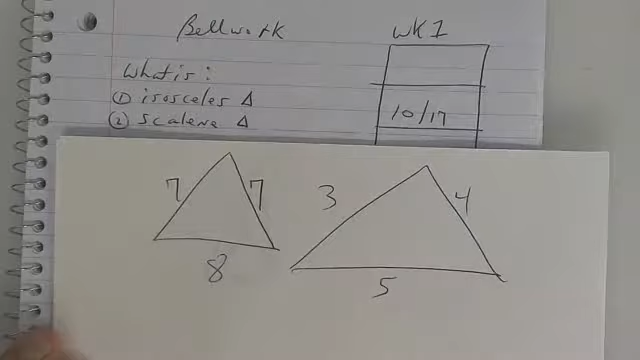 Bellwork WK 1
What is:
① isosceles Δ
② scalene Δ 10/17
7 7
8
3 4
5